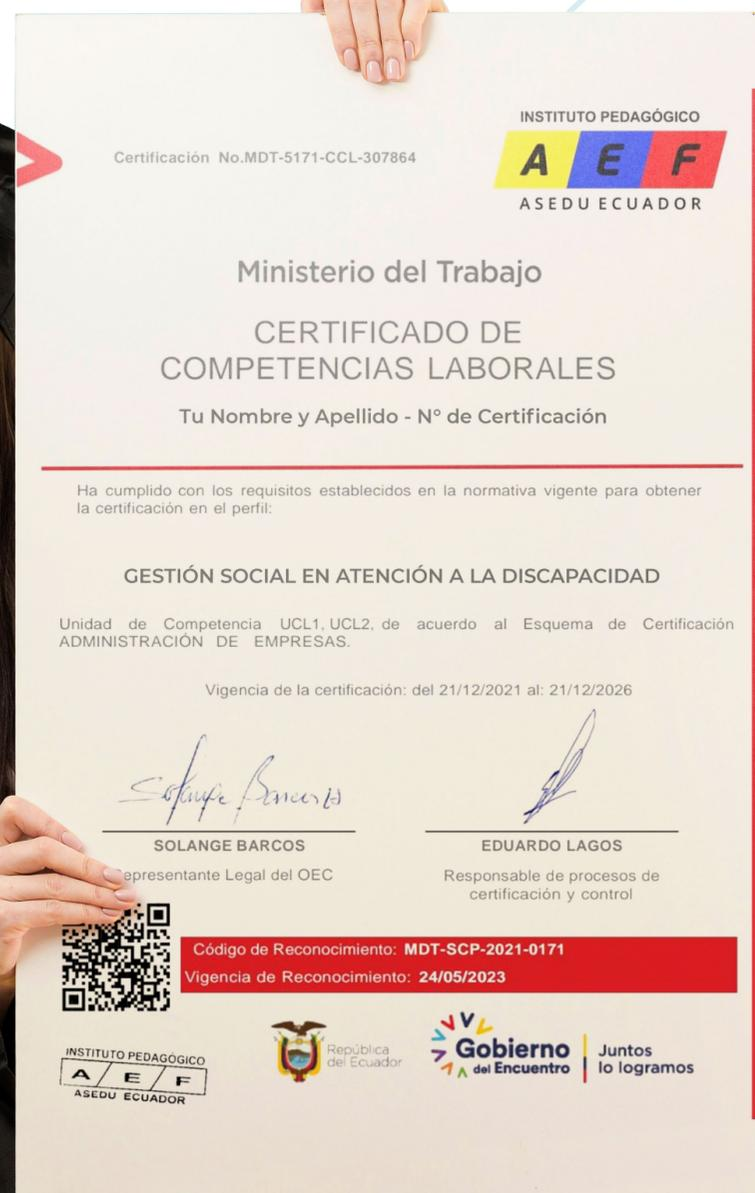 INSTITUTO PEDAGÓGICO
A E F
ASEDU ECUADOR
Certificación No.MDT-5171-CCL-307864
Ministerio del Trabajo
CERTIFICADO DE
COMPETENCIAS LABORALES
Tu Nombre y Apellido - N° de Certificación
Ha cumplido con los requisitos establecidos en la normativa vigente para obtener
la certificación en el perfil:
GESTIÓN SOCIAL EN ATENCIÓN A LA DISCAPACIDAD
Unidad de Competencia UCL1, UCL2, de acuerdo al Esquema de Certificación
ADMINISTRACIÓN DE EMPRESAS.
Vigencia de la certificación: del 21/12/2021 al: 21/12/2026
Solange Barcos
SOLANGE BARCOS
EDUARDO LAGOS
epresentante Legal del OEC
Responsable de procesos de
certificación y control
Código de Reconocimiento: MDT-SCP-2021-0171
Vigencia de Reconocimiento: 24/05/2023
INSTITUTO PEDAGÓGICO
A E F
ASEDU ECUADOR
República
del Ecuador
Gobierno
del Encuentro
Juntos
lo logramos